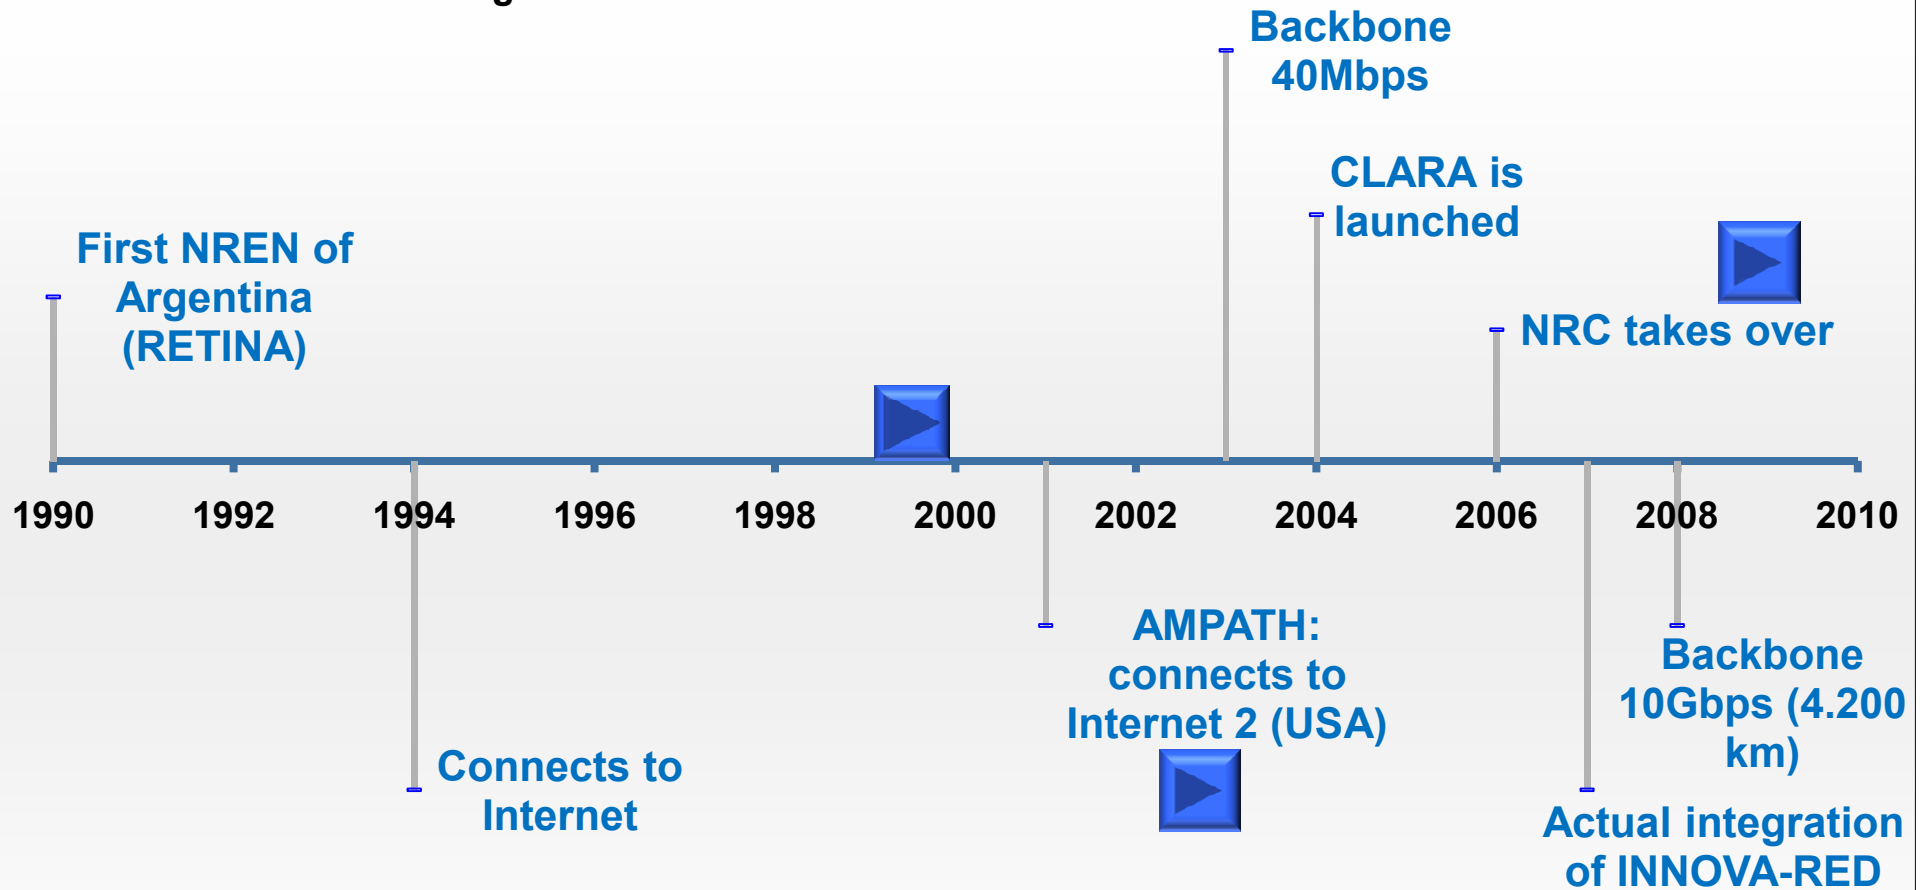 Backbone
40Mbps
CLARA is
launched
First NREN of
Argentina
(RETINA)
NRC takes over
1990
1992
1994
1996
1998
2000
2002
2004
2006
2008
2010
AMPATH:
connects to
Internet 2 (USA)
Backbone
10Gbps (4.200
km)
Connects to
Internet
Actual integration
of INNOVA-RED